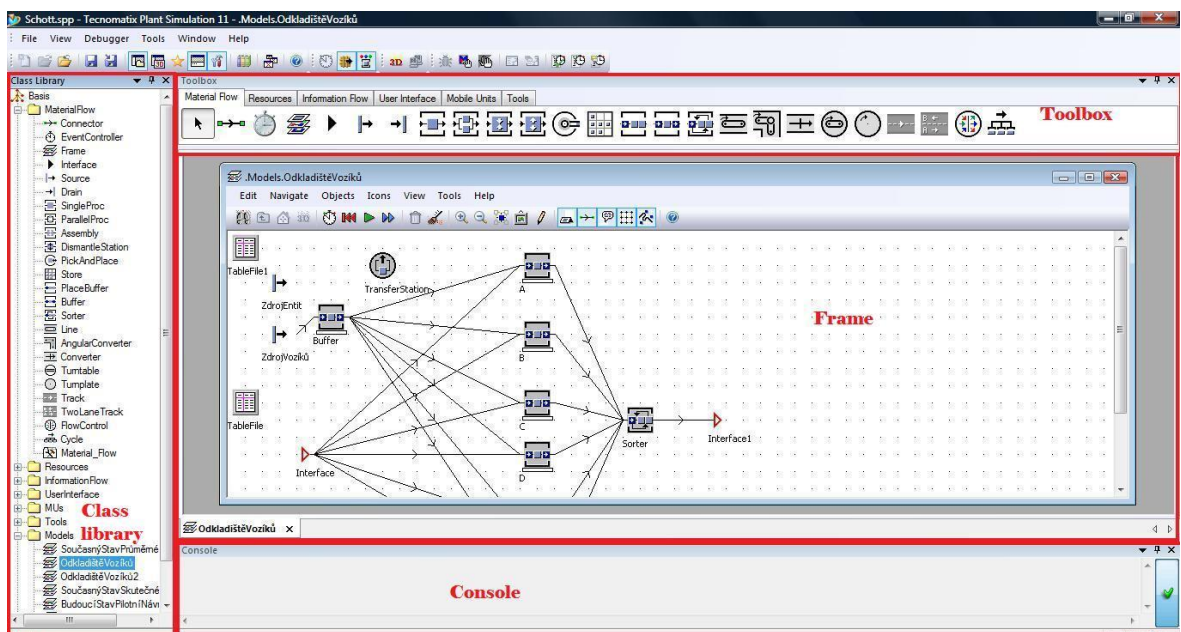 Schott.spp - Tecnomatix Plant Simulation 11 - .Models.OdkladištěVozíků
File View Debugger Tools Window Help
3D
Class Library
Basis
MaterialFlow
Connector
EventController
Frame
Interface
Source
Drain
SingleProc
ParallelProc
Assembly
DismantleStation
PickAndPlace
Store
PlaceBuffer
Buffer
Sorter
Line
AngularConverter
Converter
Turntable
Turnplate
Track
TwoLaneTrack
FlowControl
Cycle
Material_Flow
Resources
InformationFlow
UserInterface
MUs
Tools
Models
SoučasnýStavPrůměrné
OdkladištěVozíků
OdkladištěVozíků2
SoučasnýStavSkutečné
BudoucíStavPilotníNávr
Class
library
Toolbox
Material Flow Resources Information Flow User Interface Mobile Units Tools
Toolbox
.Models.OdkladištěVozíků
Edit Navigate Objects Icons View Tools Help
TableFile1
TransferStation
A
ZdrojEntit
Buffer
ZdrojVozíků
B
Frame
TableFile
C
Sorter
Interface1
Interface
D
OdkladištěVozíků
Console
Console